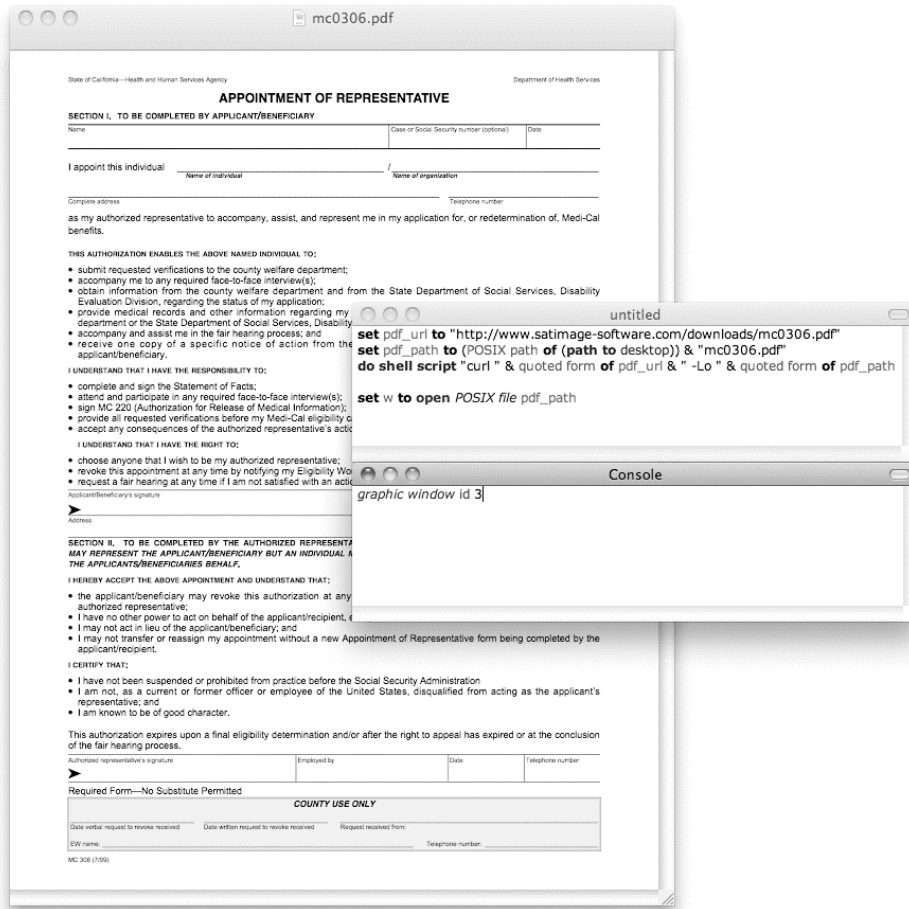 mc0306.pdf
State of California—Health and Human Services Agency
Department of Health Services
APPOINTMENT OF REPRESENTATIVE
SECTION I. TO BE COMPLETED BY APPLICANT/BENEFICIARY
Name
Case or Social Security number (optional)
Date
I appoint this individual
/
Name of individual
Name of organization
Complete address
Telephone number
as my authorized representative to accompany, assist, and represent me in my application for, or redetermination of, Medi-Cal
benefits.
THIS AUTHORIZATION ENABLES THE ABOVE NAMED INDIVIDUAL TO:
• submit requested verifications to the county welfare department;
• accompany me to any required face-to-face interview(s);
• obtain information from the county welfare department and from the State Department of Social Services, Disability
Evaluation Division, regarding the status of my application;
• provide medical records and other information regarding my
department or the State Department of Social Services, Disability
• accompany and assist me in the fair hearing process; and
• receive one copy of a specific notice of action from the
applicant/beneficiary.
I UNDERSTAND THAT I HAVE THE RESPONSIBILITY TO:
• complete and sign the Statement of Facts;
• attend and participate in any required face-to-face interview(s);
• sign MC 220 (Authorization for Release of Medical Information);
• provide all requested verifications before my Medi-Cal eligibility
• accept any consequences of the authorized representative's
I UNDERSTAND THAT I HAVE THE RIGHT TO:
• choose anyone that I wish to be my authorized representative;
• revoke this appointment at any time by notifying my Eligibility
• request a fair hearing at any time if I am not satisfied with an
Applicant/Beneficiary's signature
Address
SECTION II. TO BE COMPLETED BY THE AUTHORIZED
MAY REPRESENT THE APPLICANT/BENEFICIARY BUT AN INDIVIDUAL
THE APPLICANTS/BENEFICIARIES BEHALF.
I HEREBY ACCEPT THE ABOVE APPOINTMENT AND UNDERSTAND THAT:
• the applicant/beneficiary may revoke this authorization at any
authorized representative;
• I have no other power to act on behalf of the applicant/recipient,
• I may not act in lieu of the applicant/beneficiary; and
• I may not transfer or reassign my appointment without a new Appointment of Representative form being completed by the
applicant/recipient.
I CERTIFY THAT:
• I have not been suspended or prohibited from practice before the Social Security Administration
• I am not, as a current or former officer or employee of the United States, disqualified from acting as the applicant's
representative; and
• I am known to be of good character.
This authorization expires upon a final eligibility determination and/or after the right to appeal has expired or at the conclusion
of the fair hearing process.
Authorized representative's signature
Employed by
Date
Telephone number
Required Form—No Substitute Permitted
COUNTY USE ONLY
Date verbal request to revoke received
Date written request to revoke received
Request received from:
EW name:
Telephone number:
MC 306 (7/99)
untitled
set pdf_url to "http://www.satimage-software.com/downloads/mc0306.pdf"
set pdf_path to (POSIX path of (path to desktop)) & "mc0306.pdf"
do shell script "curl " & quoted form of pdf_url & " -Lo " & quoted form of pdf_path
set w to open POSIX file pdf_path
Console
graphic window id 3